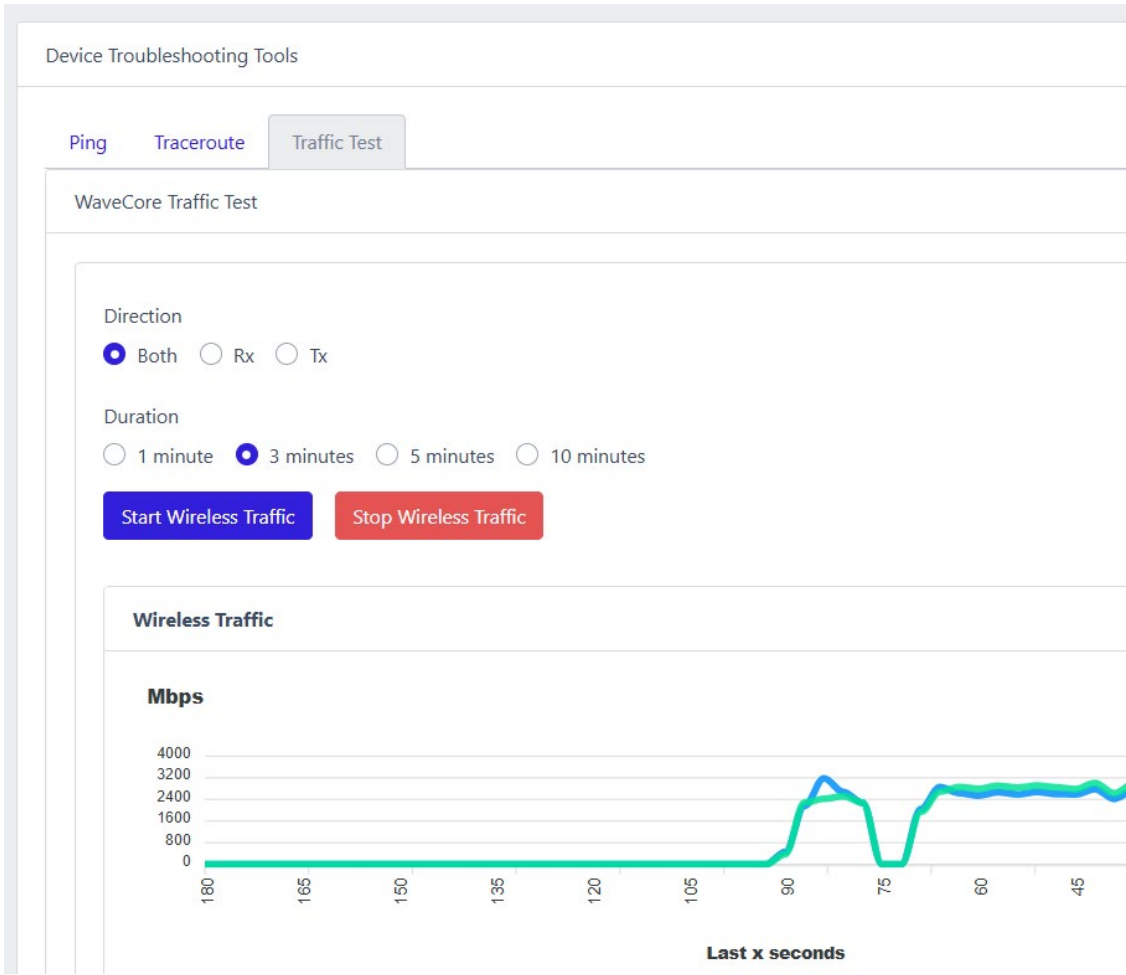 Device Troubleshooting Tools
Ping Traceroute Traffic Test
WaveCore Traffic Test
Direction
Both Rx Tx
Duration
1 minute 3 minutes 5 minutes 10 minutes
Start Wireless Traffic Stop Wireless Traffic
Wireless Traffic
Mbps
4000
3200
2400
1600
800
0
180 165 150 135 120 105 90 75 60 45
Last x seconds